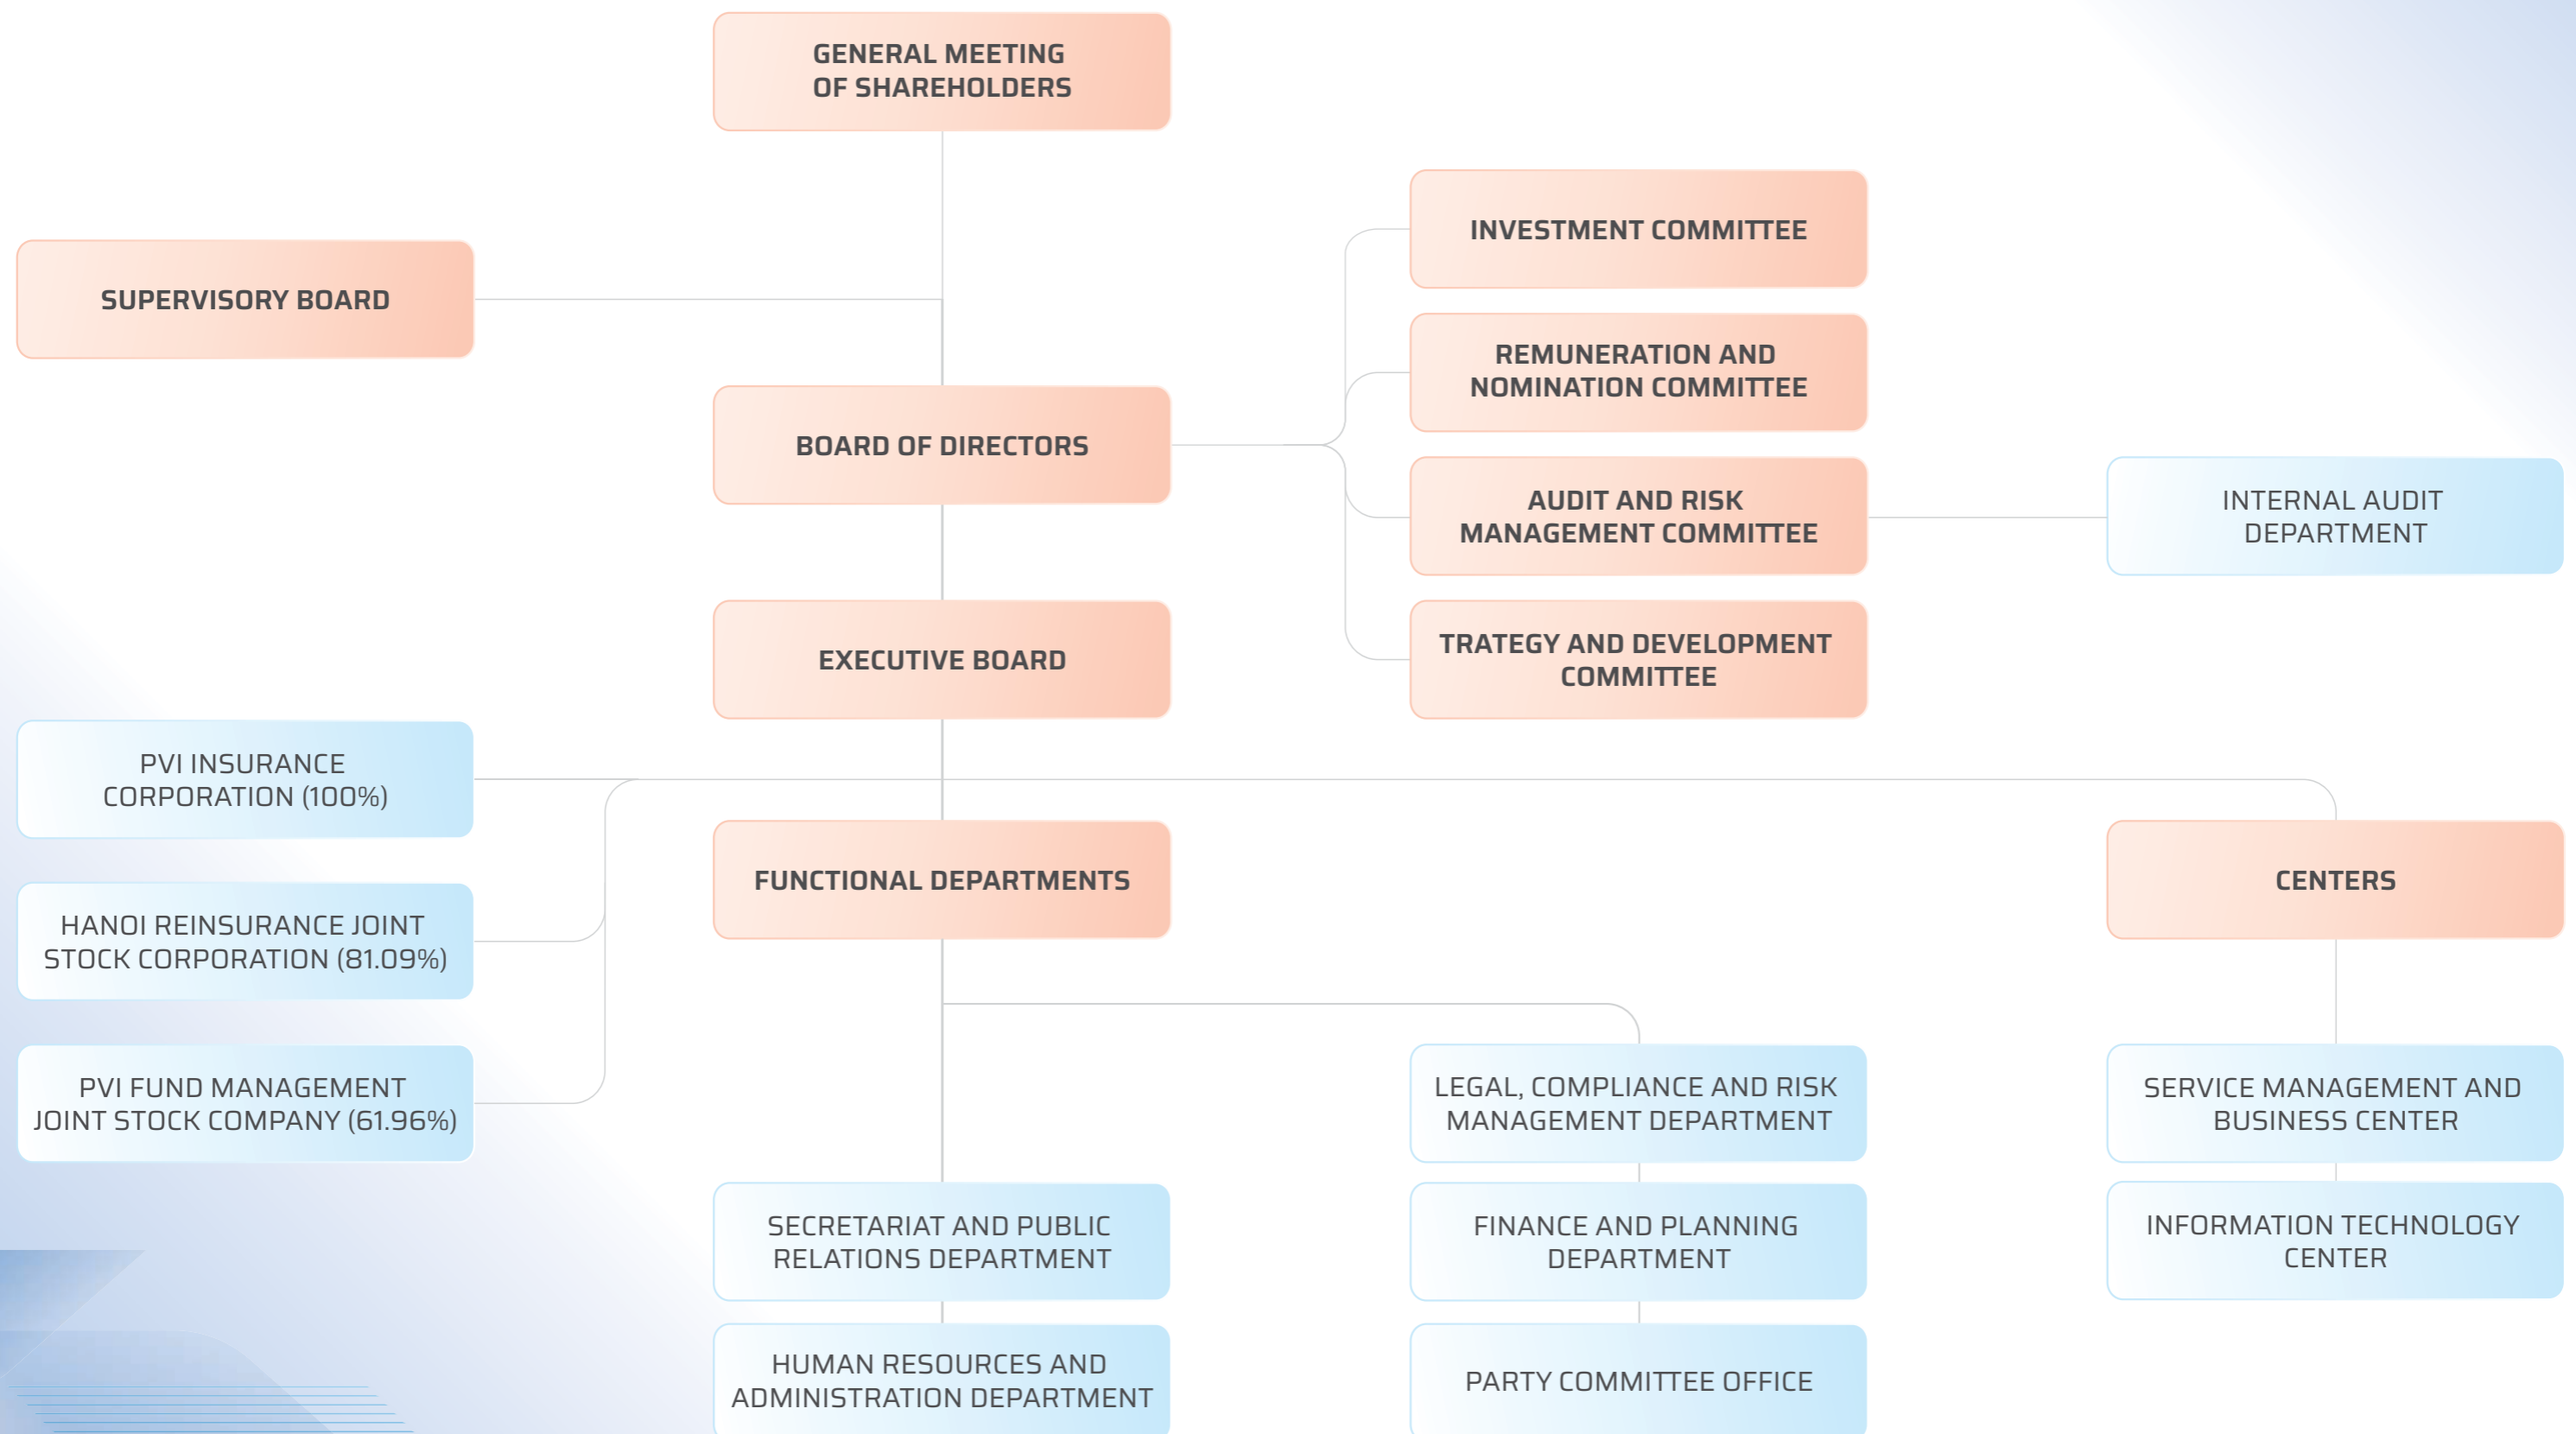 GENERAL MEETING
OF SHAREHOLDERS
SUPERVISORY BOARD
BOARD OF DIRECTORS
INVESTMENT COMMITTEE
REMUNERATION AND
NOMINATION COMMITTEE
AUDIT AND RISK
MANAGEMENT COMMITTEE
TRATEGY AND DEVELOPMENT
COMMITTEE
INTERNAL AUDIT
DEPARTMENT
EXECUTIVE BOARD
PVI INSURANCE
CORPORATION (100%)
HANOI REINSURANCE JOINT
STOCK CORPORATION (81.09%)
PVI FUND MANAGEMENT
JOINT STOCK COMPANY (61.96%)
FUNCTIONAL DEPARTMENTS
SECRETARIAT AND PUBLIC
RELATIONS DEPARTMENT
HUMAN RESOURCES AND
ADMINISTRATION DEPARTMENT
LEGAL, COMPLIANCE AND RISK
MANAGEMENT DEPARTMENT
FINANCE AND PLANNING
DEPARTMENT
PARTY COMMITTEE OFFICE
CENTERS
SERVICE MANAGEMENT AND
BUSINESS CENTER
INFORMATION TECHNOLOGY
CENTER